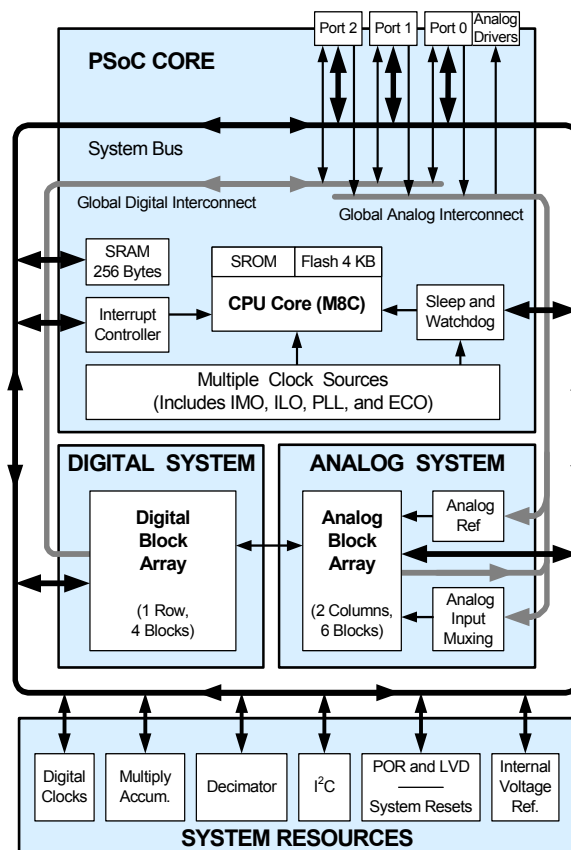 Port 2
Port 1
Port 0
Analog
Drivers
PSoC CORE
System Bus
Global Digital Interconnect
Global Analog Interconnect
SRAM
256 Bytes
SROM
Flash 4 KB
CPU Core (M8C)
Interrupt
Controller
Sleep and
Watchdog
Multiple Clock Sources
(Includes IMO, ILO, PLL, and ECO)
DIGITAL SYSTEM
Digital
Block
Array
(1 Row,
4 Blocks)
ANALOG SYSTEM
Analog
Block
Array
(2 Columns,
6 Blocks)
Analog
Ref
Analog
Input
Muxing
Digital
Clocks
Multiply
Accum.
Decimator
I²C
POR and LVD
System Resets
Internal
Voltage
Ref.
SYSTEM RESOURCES